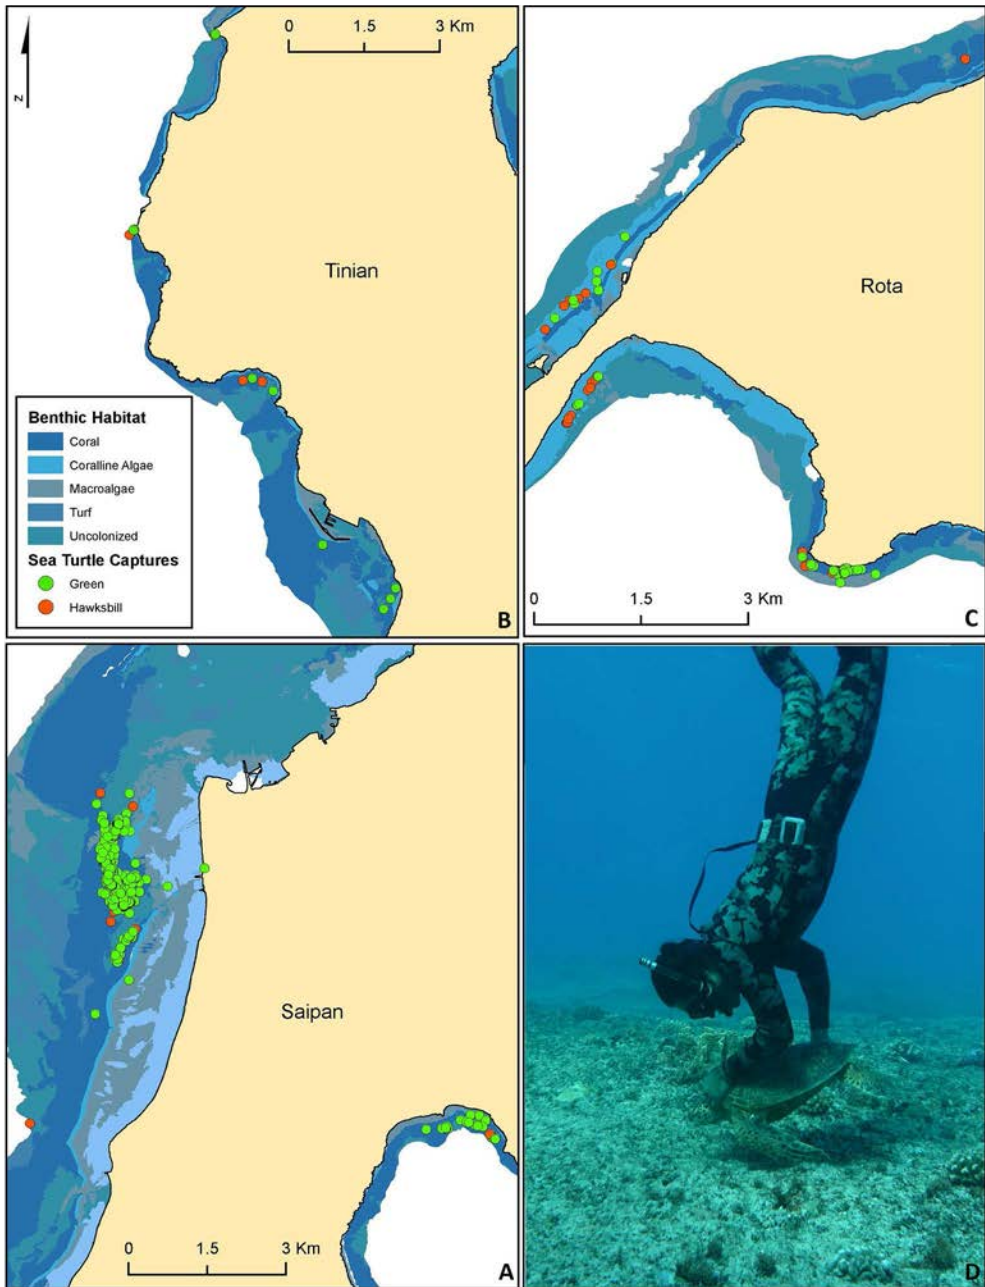 0 1.5 3 Km
N
Tinian
Benthic Habitat
Coral
Coralline Algae
Macroalgae
Turf
Uncolonized
Sea Turtle Captures
Green
Hawksbill
B
Rota
0 1.5 3 Km
C
Saipan
0 1.5 3 Km
A
D